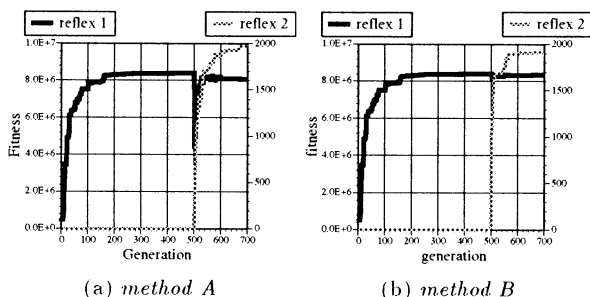 reflex 1 reflex 2
1.0E+7
8.0E+6
6.0E+6
4.0E+6
2.0E+6
0.0E+0
Fitness
2000
1500
1000
500
0
0 100 200 300 400 500 600 700
Generation
(a) method A
reflex 1 reflex 2
1.0E+7
8.0E+6
6.0E+6
4.0E+6
2.0E+6
0.0E+0
fitness
2000
1500
1000
500
0
0 100 200 300 400 500 600 700
generation
(b) method B